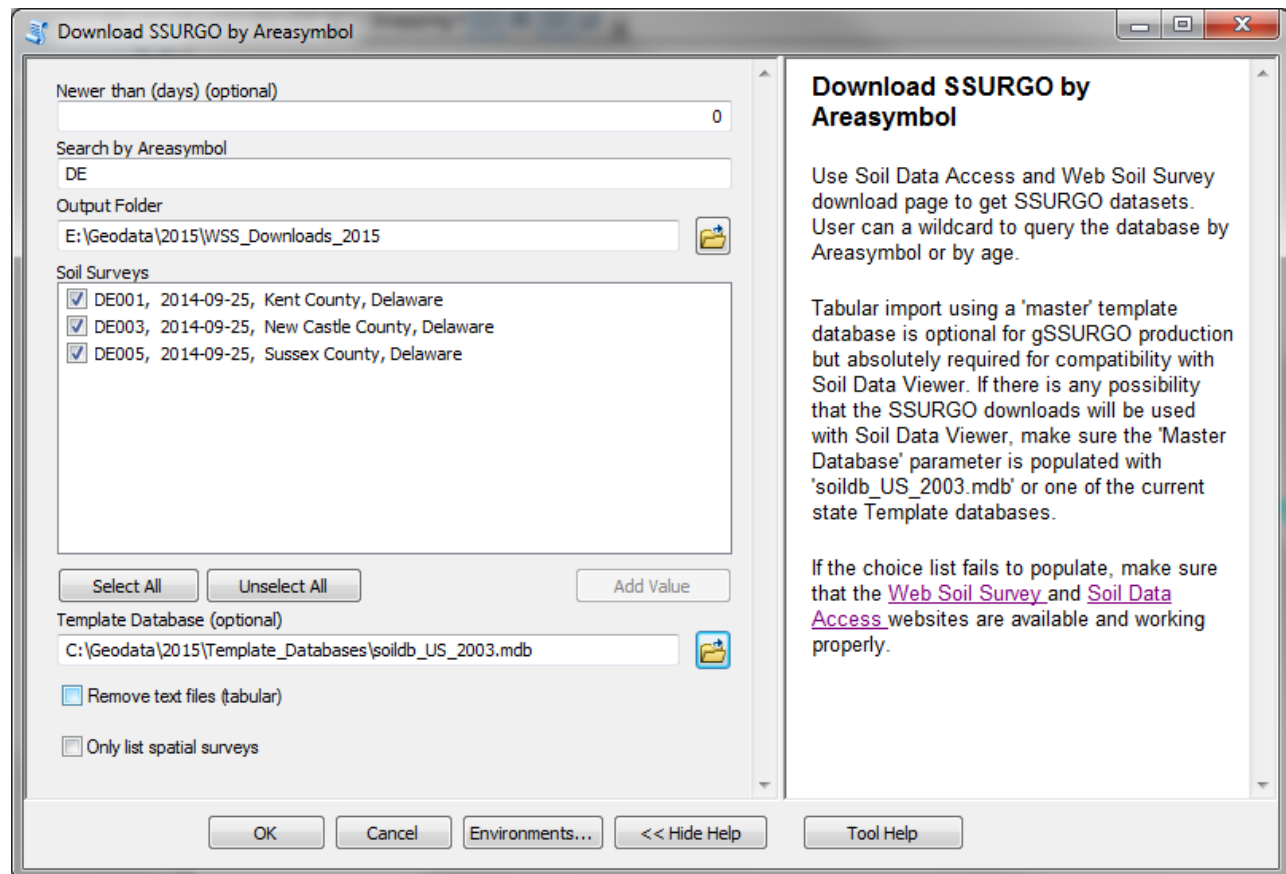 Download SSURGO by Areasymbol
Newer than (days) (optional)
0
Search by Areasymbol
DE
Output Folder
E:\Geodata\2015\WSS_Downloads_2015
Soil Surveys
DE001, 2014-09-25, Kent County, Delaware
DE003, 2014-09-25, New Castle County, Delaware
DE005, 2014-09-25, Sussex County, Delaware
Select All
Unselect All
Add Value
Template Database (optional)
C:\Geodata\2015\Template_Databases\soildb_US_2003.mdb
Remove text files (tabular)
Only list spatial surveys
Download SSURGO by
Areasymbol
Use Soil Data Access and Web Soil Survey
download page to get SSURGO datasets.
User can a wildcard to query the database by
Areasymbol or by age.
Tabular import using a 'master' template
database is optional for gSSURGO production
but absolutely required for compatibility with
Soil Data Viewer. If there is any possibility
that the SSURGO downloads will be used
with Soil Data Viewer, make sure the 'Master
Database' parameter is populated with
'soildb_US_2003.mdb' or one of the current
state Template databases.
If the choice list fails to populate, make sure
that the Web Soil Survey and Soil Data
Access websites are available and working
properly.
OK
Cancel
Environments...
<< Hide Help
Tool Help